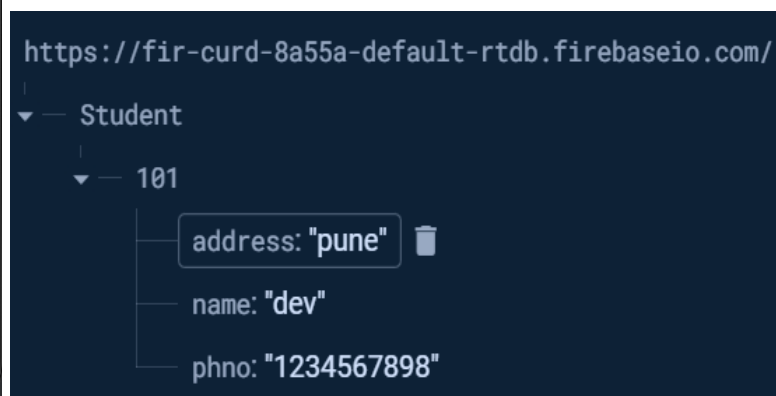 https://fir-curd-8a55a-default-rtdb.firebaseio.com/
Student
101
address: "pune"
name: "dev"
phno: "1234567898"